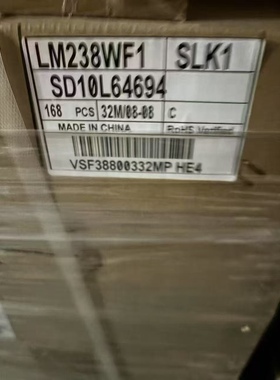 LM238WF1 SLK1
SD10L64694
168 PCS 32M/08-08 C
MADE IN CHINA RoHS Verified
VSF38800332MP HE4